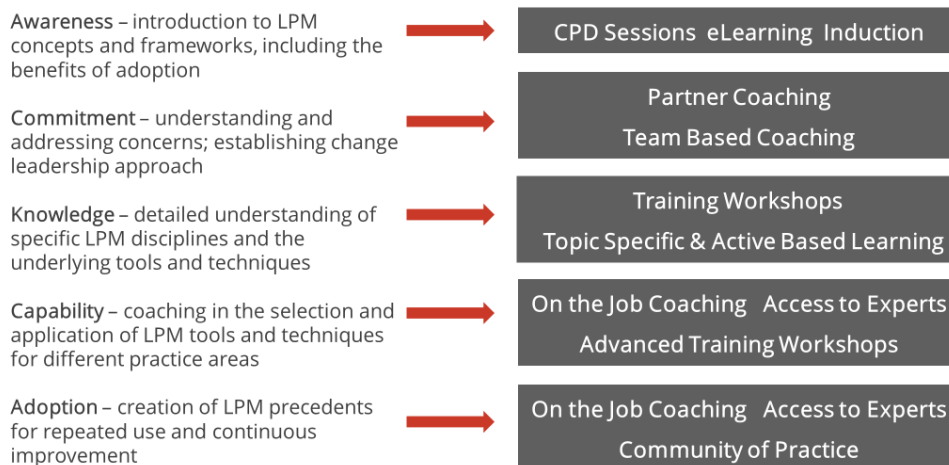 Awareness – introduction to LPM
concepts and frameworks, including the
benefits of adoption
CPD Sessions eLearning Induction
Commitment – understanding and
addressing concerns; establishing change
leadership approach
Partner Coaching
Team Based Coaching
Knowledge – detailed understanding of
specific LPM disciplines and the
underlying tools and techniques
Training Workshops
Topic Specific & Active Based Learning
Capability – coaching in the selection and
application of LPM tools and techniques
for different practice areas
On the Job Coaching Access to Experts
Advanced Training Workshops
Adoption – creation of LPM precedents
for repeated use and continuous
improvement
On the Job Coaching Access to Experts
Community of Practice